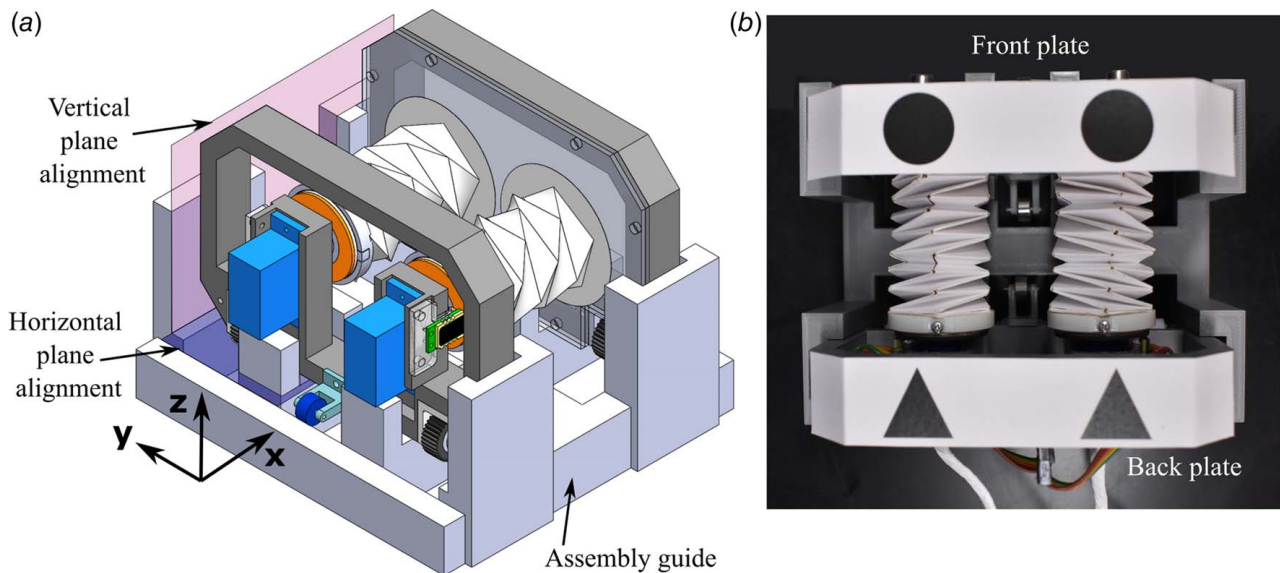 (a)
Vertical
plane
alignment
Horizontal
plane
alignment
z
y
x
Assembly guide
(b)
Front plate
Back plate